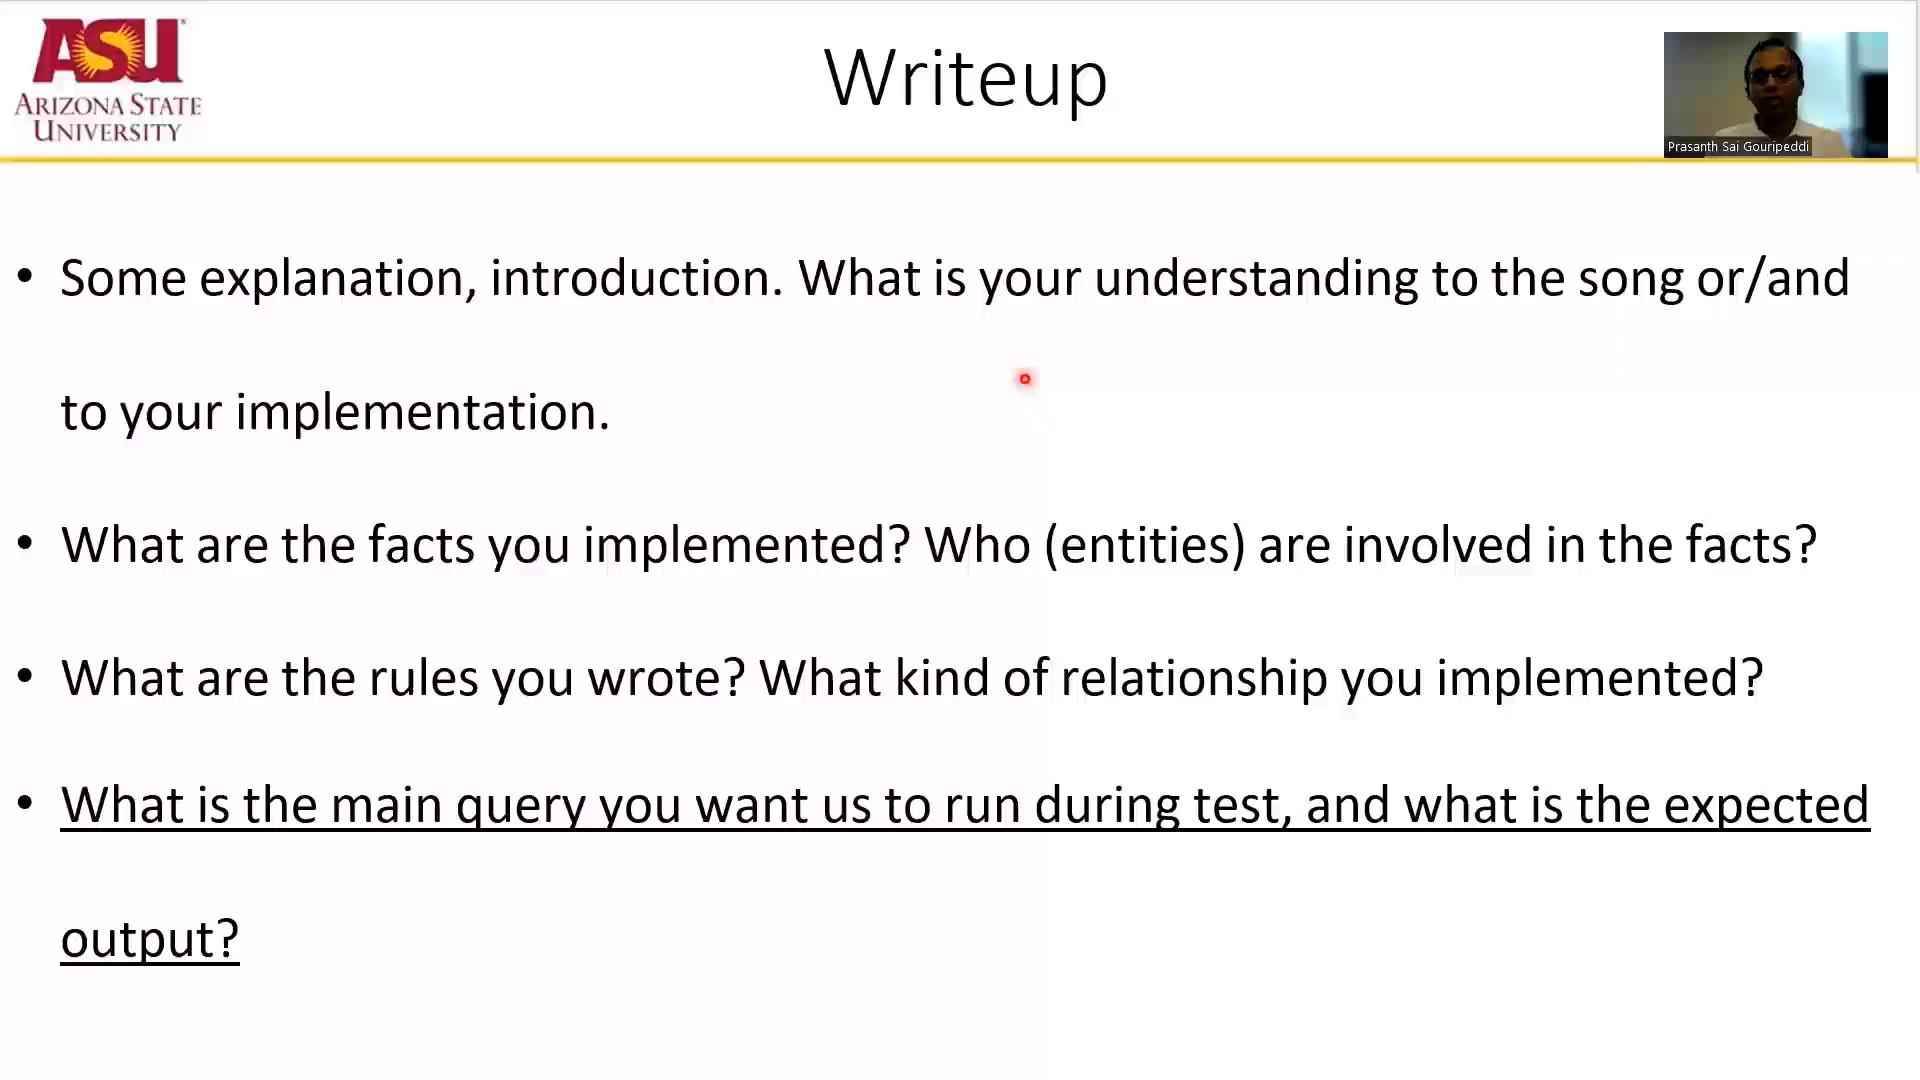 ASU
ARIZONA STATE
UNIVERSITY
Writeup
Prasanth Sai Gouripeddi
• Some explanation, introduction. What is your understanding to the song or/and
to your implementation.
• What are the facts you implemented? Who (entities) are involved in the facts?
• What are the rules you wrote? What kind of relationship you implemented?
• What is the main query you want us to run during test, and what is the expected
output?